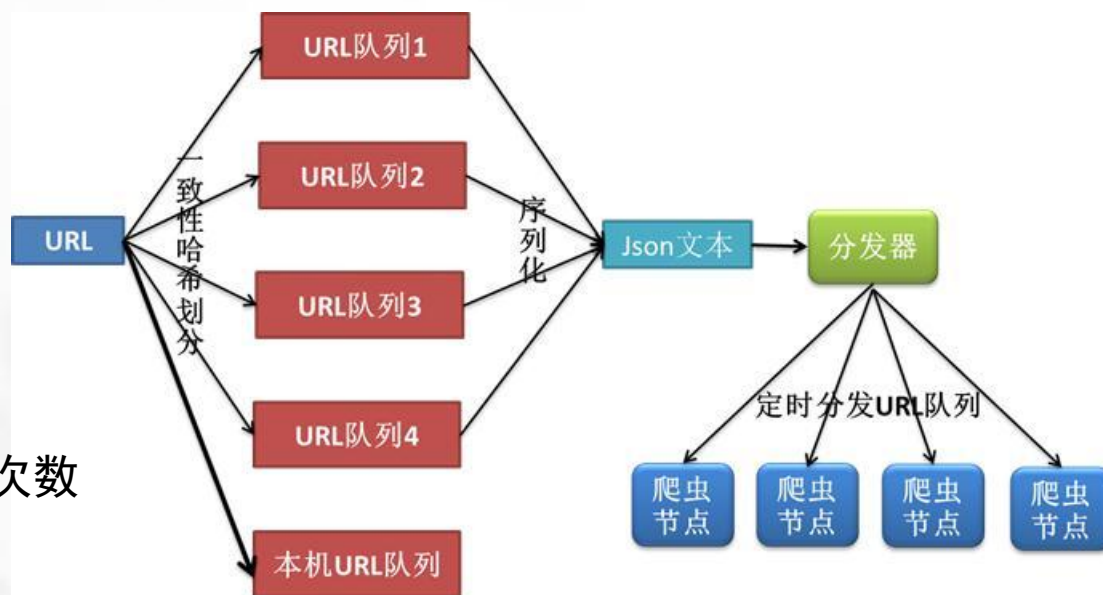 URL队列1
一致性哈希划分
URL队列2
序列化
URL
Json文本
分发器
URL队列3
定时分发URL队列
URL队列4
次数
爬虫
节点
爬虫
节点
爬虫
节点
爬虫
节点
本机URL队列